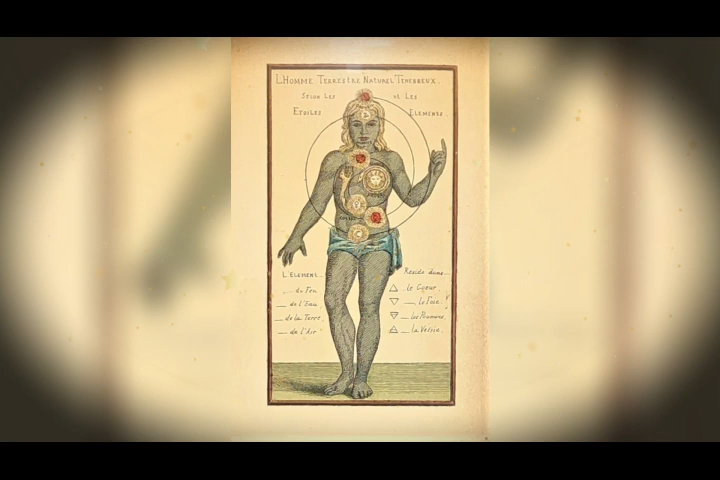 L'HOMME TERRESTRE NATUREL TENEBREUX.
SELON LES ET LES
ETOILES ELEMENTS.
L'ELEMENT... Reside dans
du Feu le Cœur.
de l'Eau le Foie.
de la Terre les Poumons.
de l'Air la Vessie.